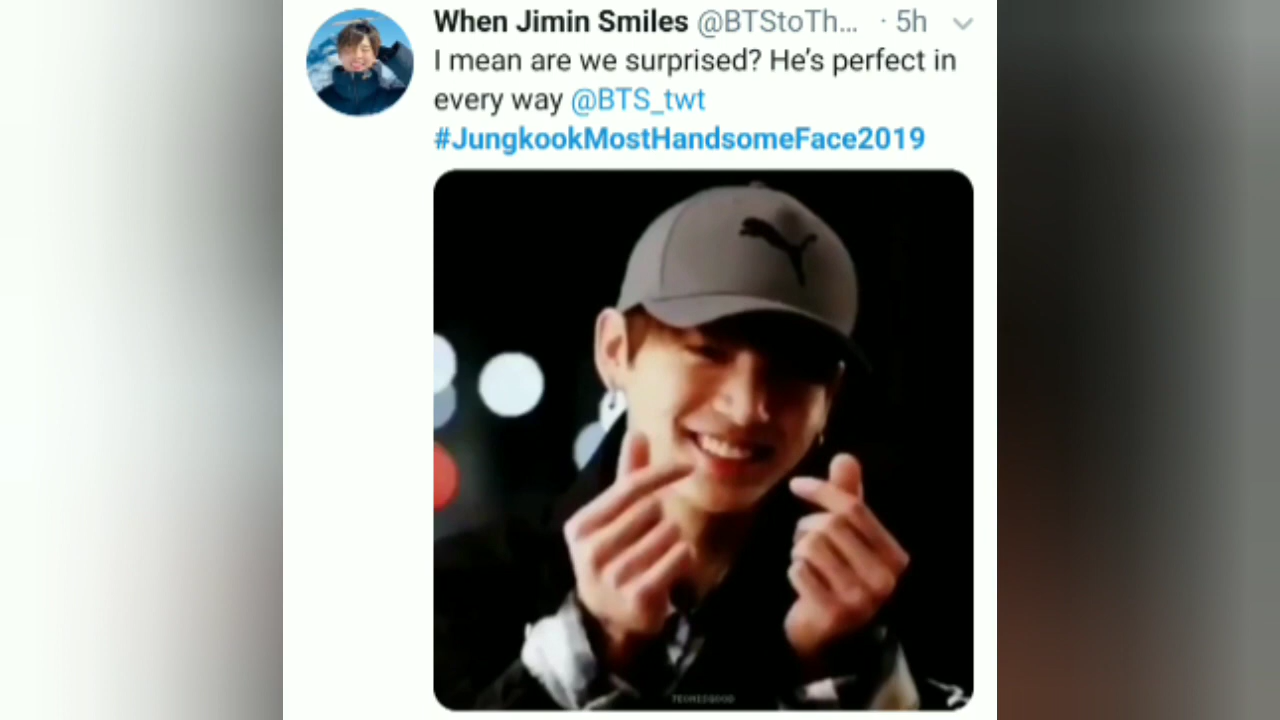 When Jimin Smiles @BTStoTh... · 5h
I mean are we surprised? He's perfect in
every way @BTS_twt
#JungkookMostHandsomeFace2019